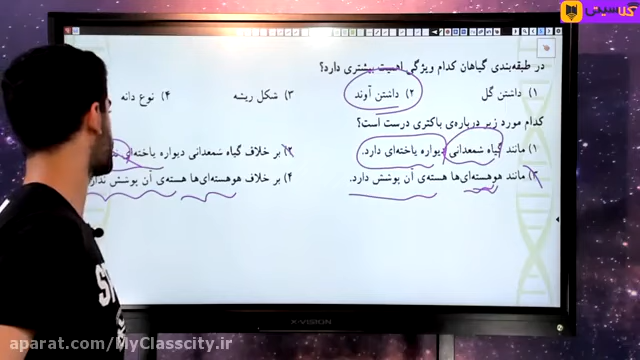 کلاسیس
در طبقه‌بندی گیاهان کدام ویژگی اهمیت بیشتری دارد؟
۱) داشتن گل ۲) داشتن آوند ۳) شکل ریشه ۴) نوع دانه
کدام مورد زیر درباره‌ی باکتری درست است؟
۱) مانند گیاه شمعدانی دیواره یاخته‌ای دارد. ۳) بر خلاف گیاه شمعدانی دیواره یاخته‌ای
۲) مانند هوهسته‌ای‌ها هسته‌ی آن پوشش دارد. ۴) بر خلاف هوهسته‌ای‌ها هسته‌ی آن پوشش ندارد
X-VISION
aparat.com/MyClasscity.ir